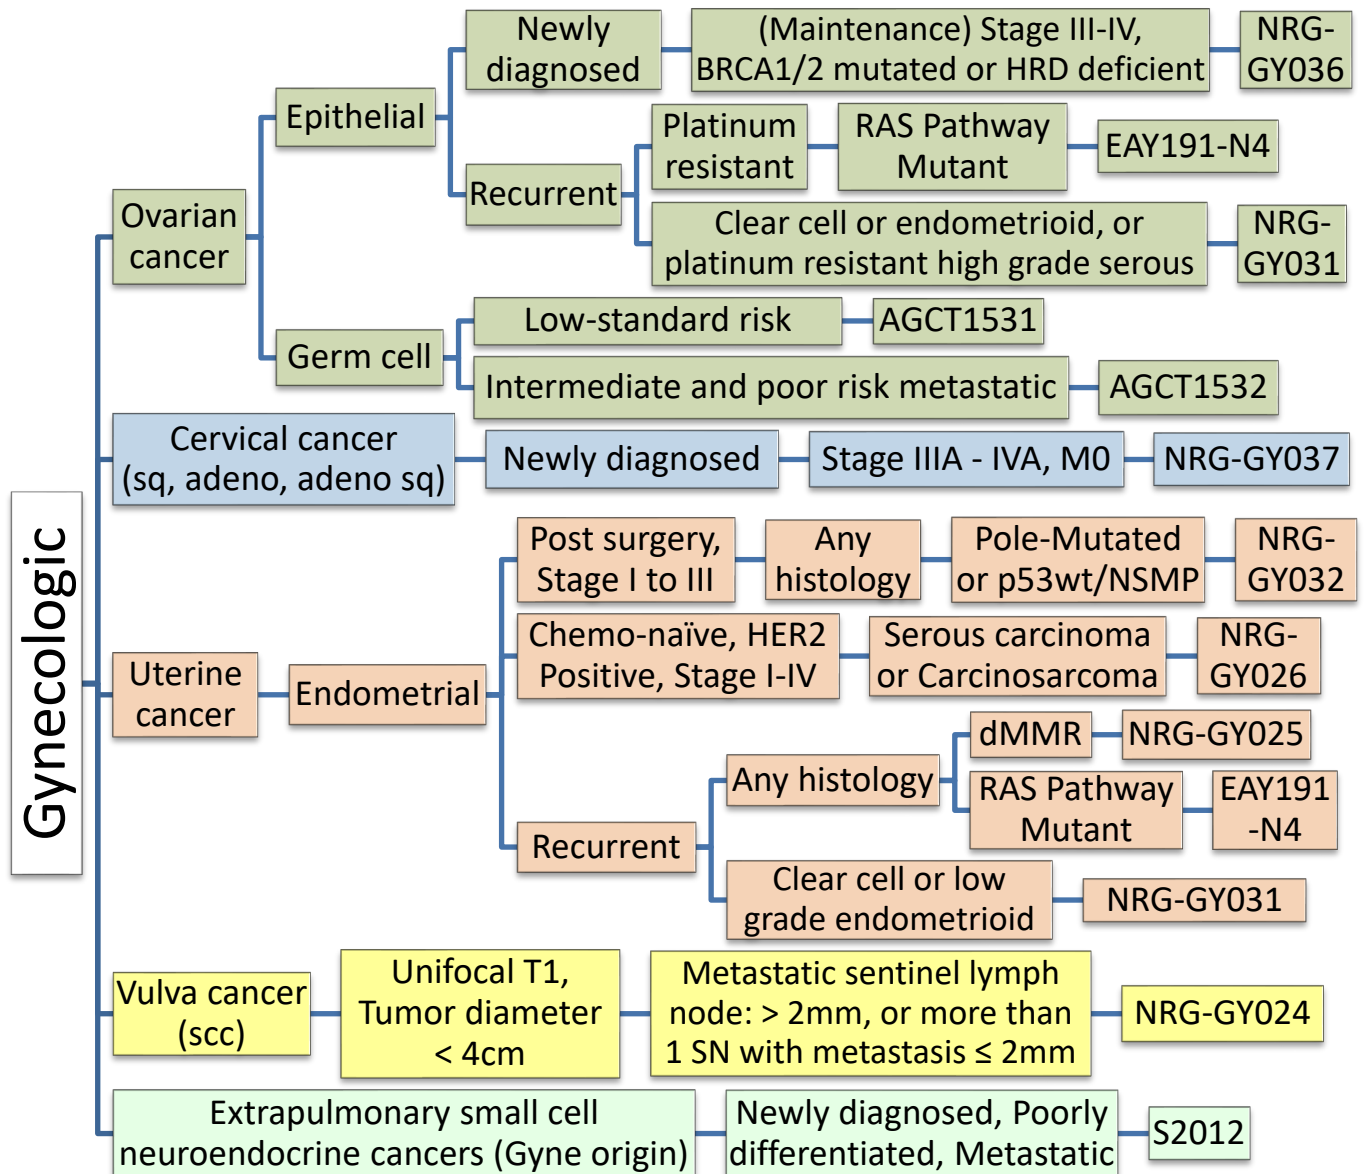 Gynecologic
Ovarian
cancer
Epithelial
Newly
diagnosed
(Maintenance) Stage III-IV,
BRCA1/2 mutated or HRD deficient
NRG-
GY036
Recurrent
Platinum
resistant
RAS Pathway
Mutant
EAY191-N4
Clear cell or endometrioid, or
platinum resistant high grade serous
NRG-
GY031
Germ cell
Low-standard risk
AGCT1531
Intermediate and poor risk metastatic
AGCT1532
Cervical cancer
(sq, adeno, adeno sq)
Newly diagnosed
Stage IIIA - IVA, M0
NRG-GY037
Uterine
cancer
Endometrial
Post surgery,
Stage I to III
Any
histology
Pole-Mutated
or p53wt/NSMP
NRG-
GY032
Chemo-naïve, HER2
Positive, Stage I-IV
Serous carcinoma
or Carcinosarcoma
NRG-
GY026
Recurrent
Any histology
dMMR
NRG-GY025
RAS Pathway
Mutant
EAY191
-N4
Clear cell or low
grade endometrioid
NRG-GY031
Vulva cancer
(scc)
Unifocal T1,
Tumor diameter
< 4cm
Metastatic sentinel lymph
node: > 2mm, or more than
1 SN with metastasis ≤ 2mm
NRG-GY024
Extrapulmonary small cell
neuroendocrine cancers (Gyne origin)
Newly diagnosed, Poorly
differentiated, Metastatic
S2012